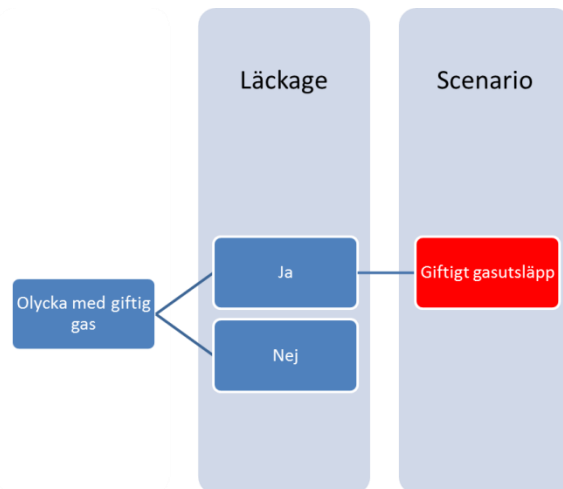 Läckage
Scenario
Olycka med giftig
gas
Ja
Giftigt gasutsläpp
Nej